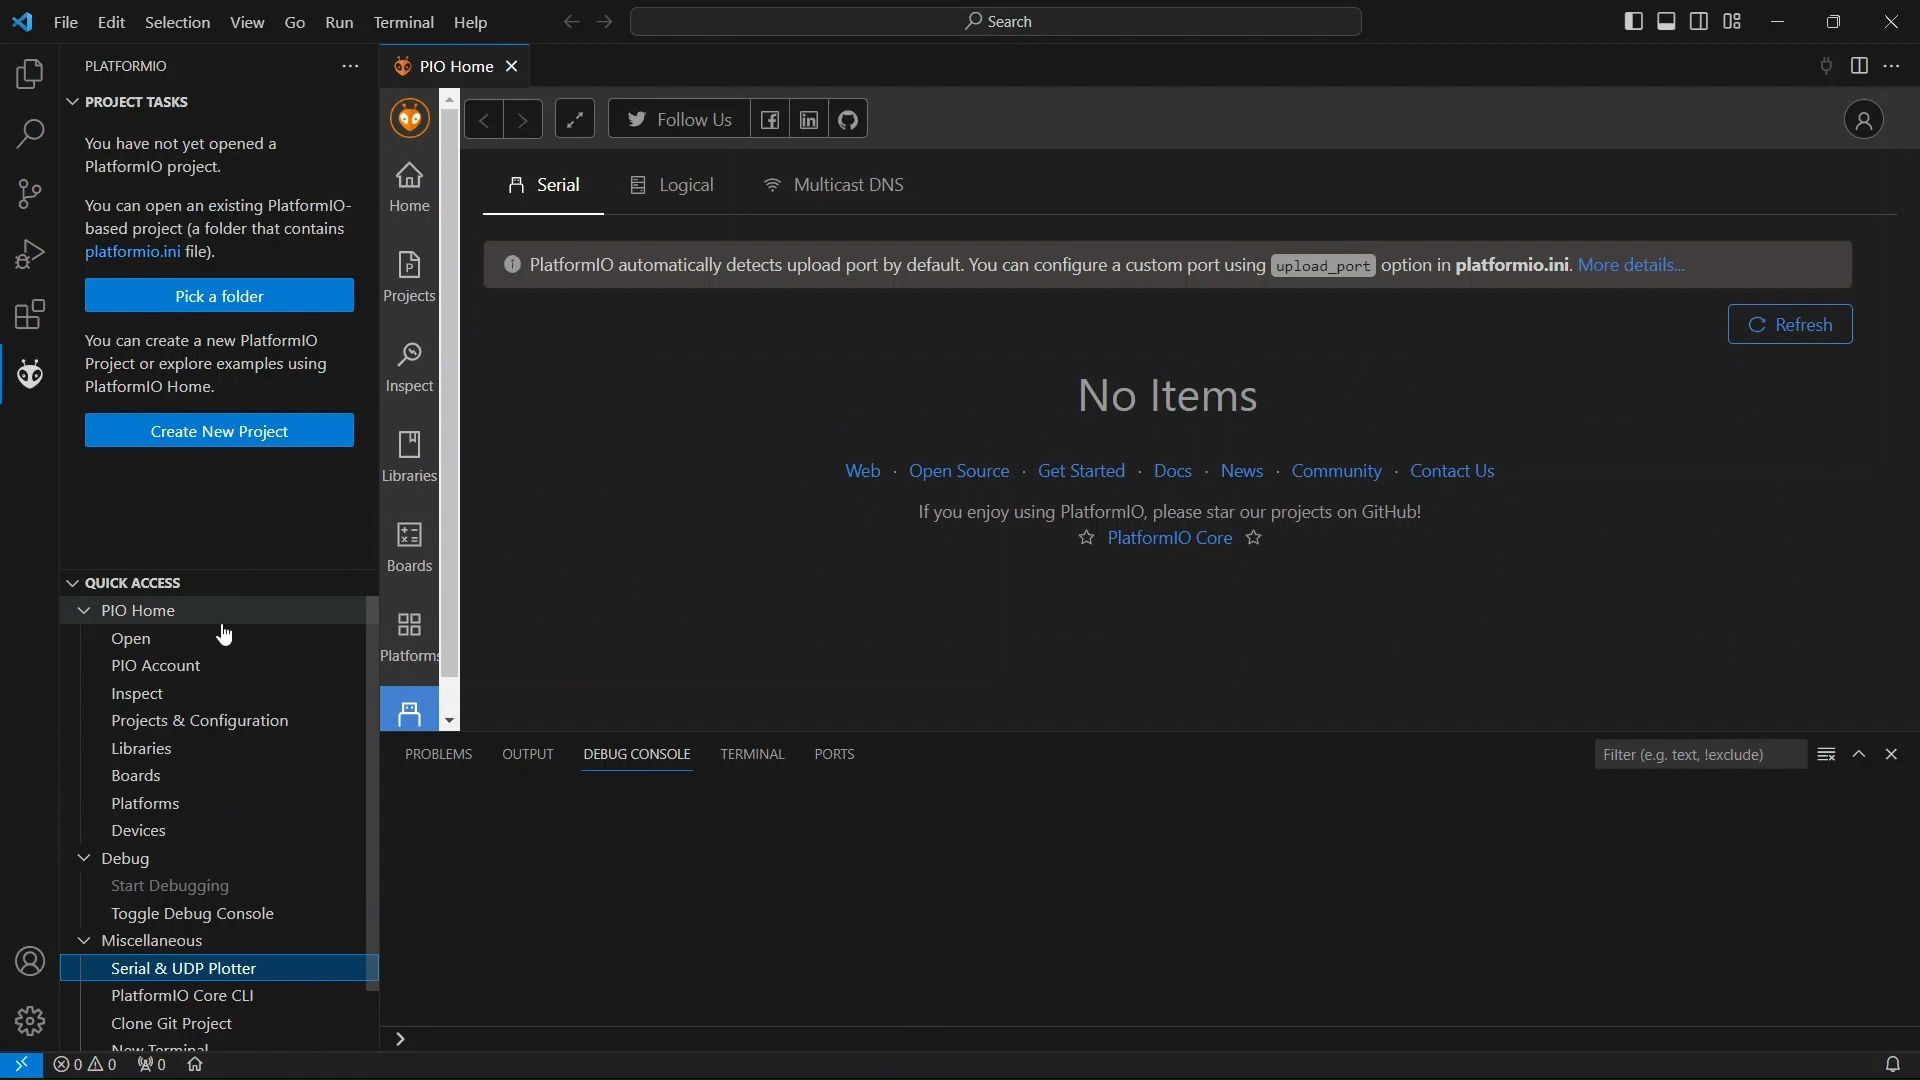 File Edit Selection View Go Run Terminal Help
Search
PLATFORMIO
PROJECT TASKS
You have not yet opened a
PlatformIO project.
You can open an existing PlatformIO-
based project (a folder that contains
platformio.ini file).
Pick a folder
You can create a new PlatformIO
Project or explore examples using
PlatformIO Home.
Create New Project
QUICK ACCESS
PIO Home
Open
PIO Account
Inspect
Projects & Configuration
Libraries
Boards
Platforms
Devices
Debug
Start Debugging
Toggle Debug Console
Miscellaneous
Serial & UDP Plotter
PlatformIO Core CLI
Clone Git Project
New Terminal
PIO Home
Home
Projects
Inspect
Libraries
Boards
Platforms
Follow Us
Serial Logical Multicast DNS
PlatformIO automatically detects upload port by default. You can configure a custom port using upload_port option in platformio.ini. More details...
Refresh
No Items
Web · Open Source · Get Started · Docs · News · Community · Contact Us
If you enjoy using PlatformIO, please star our projects on GitHub!
PlatformIO Core
PROBLEMS OUTPUT DEBUG CONSOLE TERMINAL PORTS
Filter (e.g. text, !exclude)
0 0 0